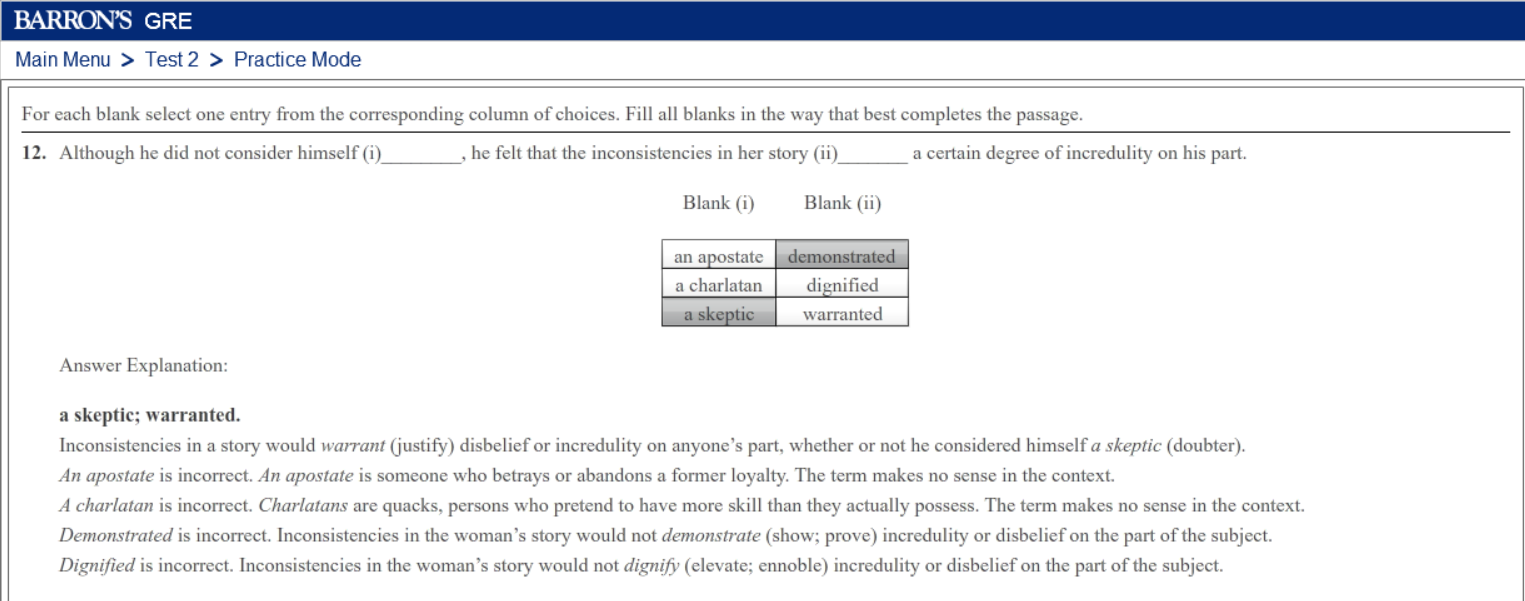 BARRON'S GRE
Main Menu > Test 2 > Practice Mode
For each blank select one entry from the corresponding column of choices. Fill all blanks in the way that best completes the passage.
12. Although he did not consider himself (i)________, he felt that the inconsistencies in her story (ii)_______ a certain degree of incredulity on his part.
Blank (i) Blank (ii)
an apostate demonstrated
a charlatan dignified
a skeptic warranted
Answer Explanation:
a skeptic; warranted.
Inconsistencies in a story would warrant (justify) disbelief or incredulity on anyone's part, whether or not he considered himself a skeptic (doubter).
An apostate is incorrect. An apostate is someone who betrays or abandons a former loyalty. The term makes no sense in the context.
A charlatan is incorrect. Charlatans are quacks, persons who pretend to have more skill than they actually possess. The term makes no sense in the context.
Demonstrated is incorrect. Inconsistencies in the woman's story would not demonstrate (show; prove) incredulity or disbelief on the part of the subject.
Dignified is incorrect. Inconsistencies in the woman's story would not dignify (elevate; ennoble) incredulity or disbelief on the part of the subject.